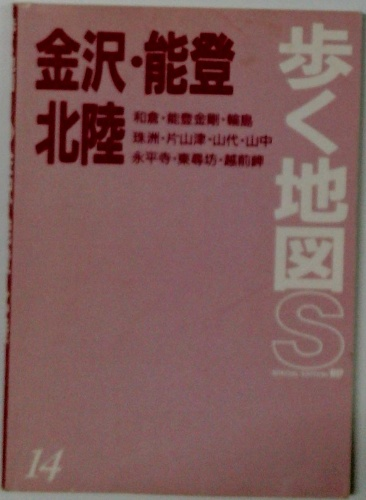 金沢・能登
北陸
和倉・能登金剛・輪島
珠洲・片山津・山代・山中
永平寺・東尋坊・越前岬
歩く地図S
SPECIAL EDITION
14